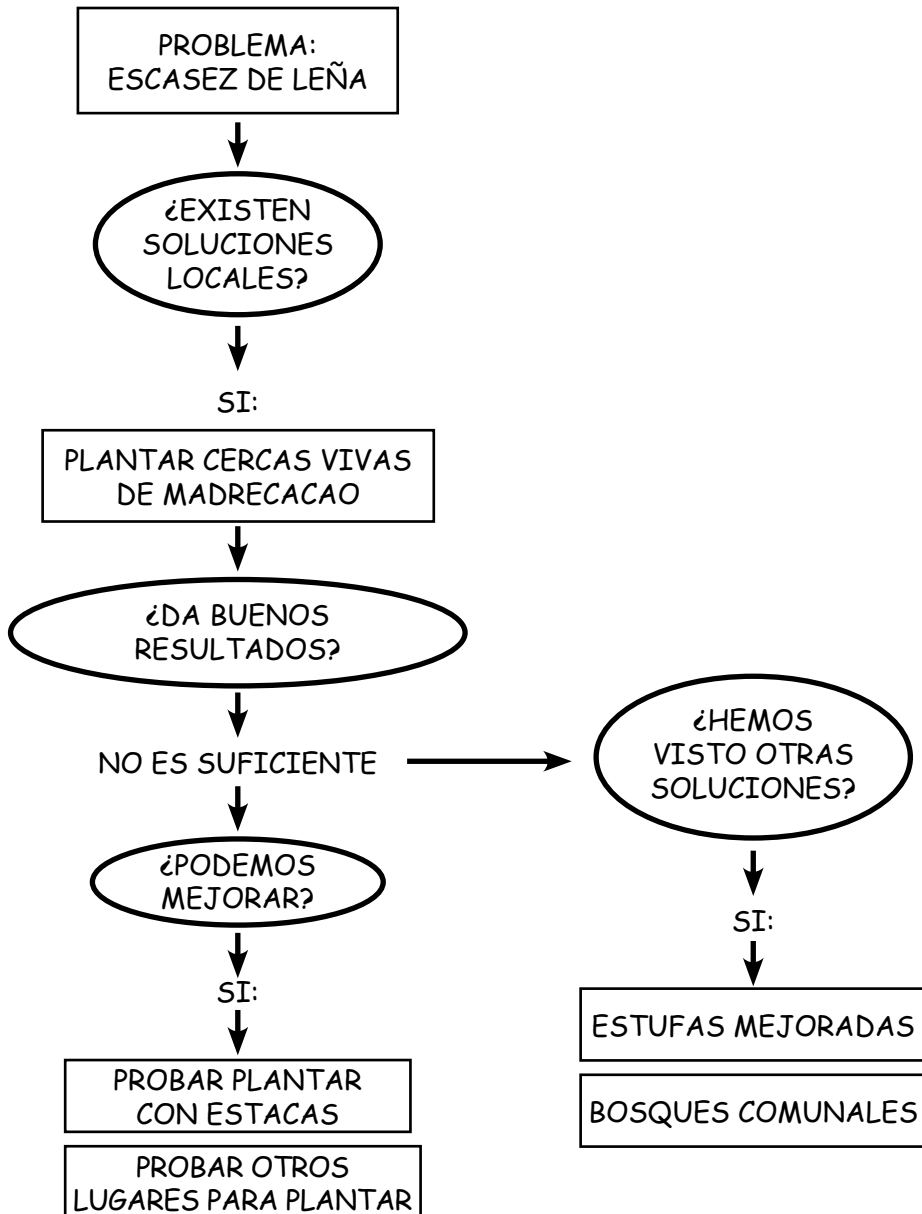 PROBLEMA:
ESCASEZ DE LEÑA
¿EXISTEN
SOLUCIONES
LOCALES?
SI:
PLANTAR CERCAS VIVAS
DE MADRECACAO
¿DA BUENOS
RESULTADOS?
NO ES SUFICIENTE
¿PODEMOS
MEJORAR?
SI:
PROBAR PLANTAR
CON ESTACAS
PROBAR OTROS
LUGARES PARA PLANTAR
¿HEMOS
VISTO OTRAS
SOLUCIONES?
SI:
ESTUFAS MEJORADAS
BOSQUES COMUNALES